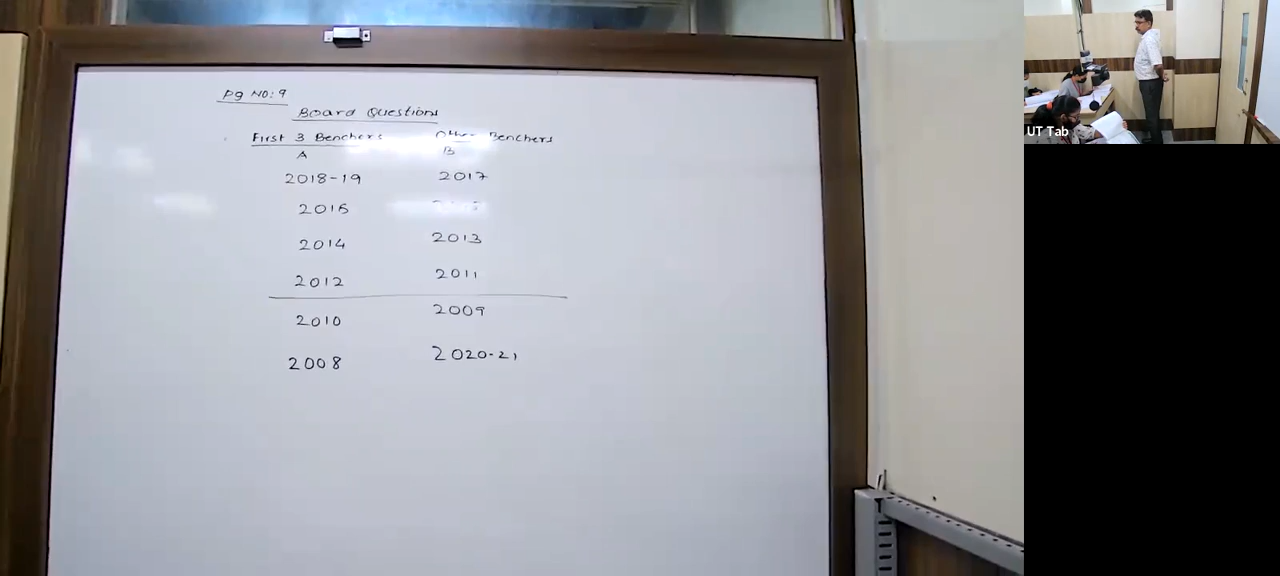 Pg No: 9
Board Questions
First 3 Benchers Other Benchers
A B
2018-19 2017
2016
2014 2013
2012 2011
2010 2009
2008 2020-21
UT Tab